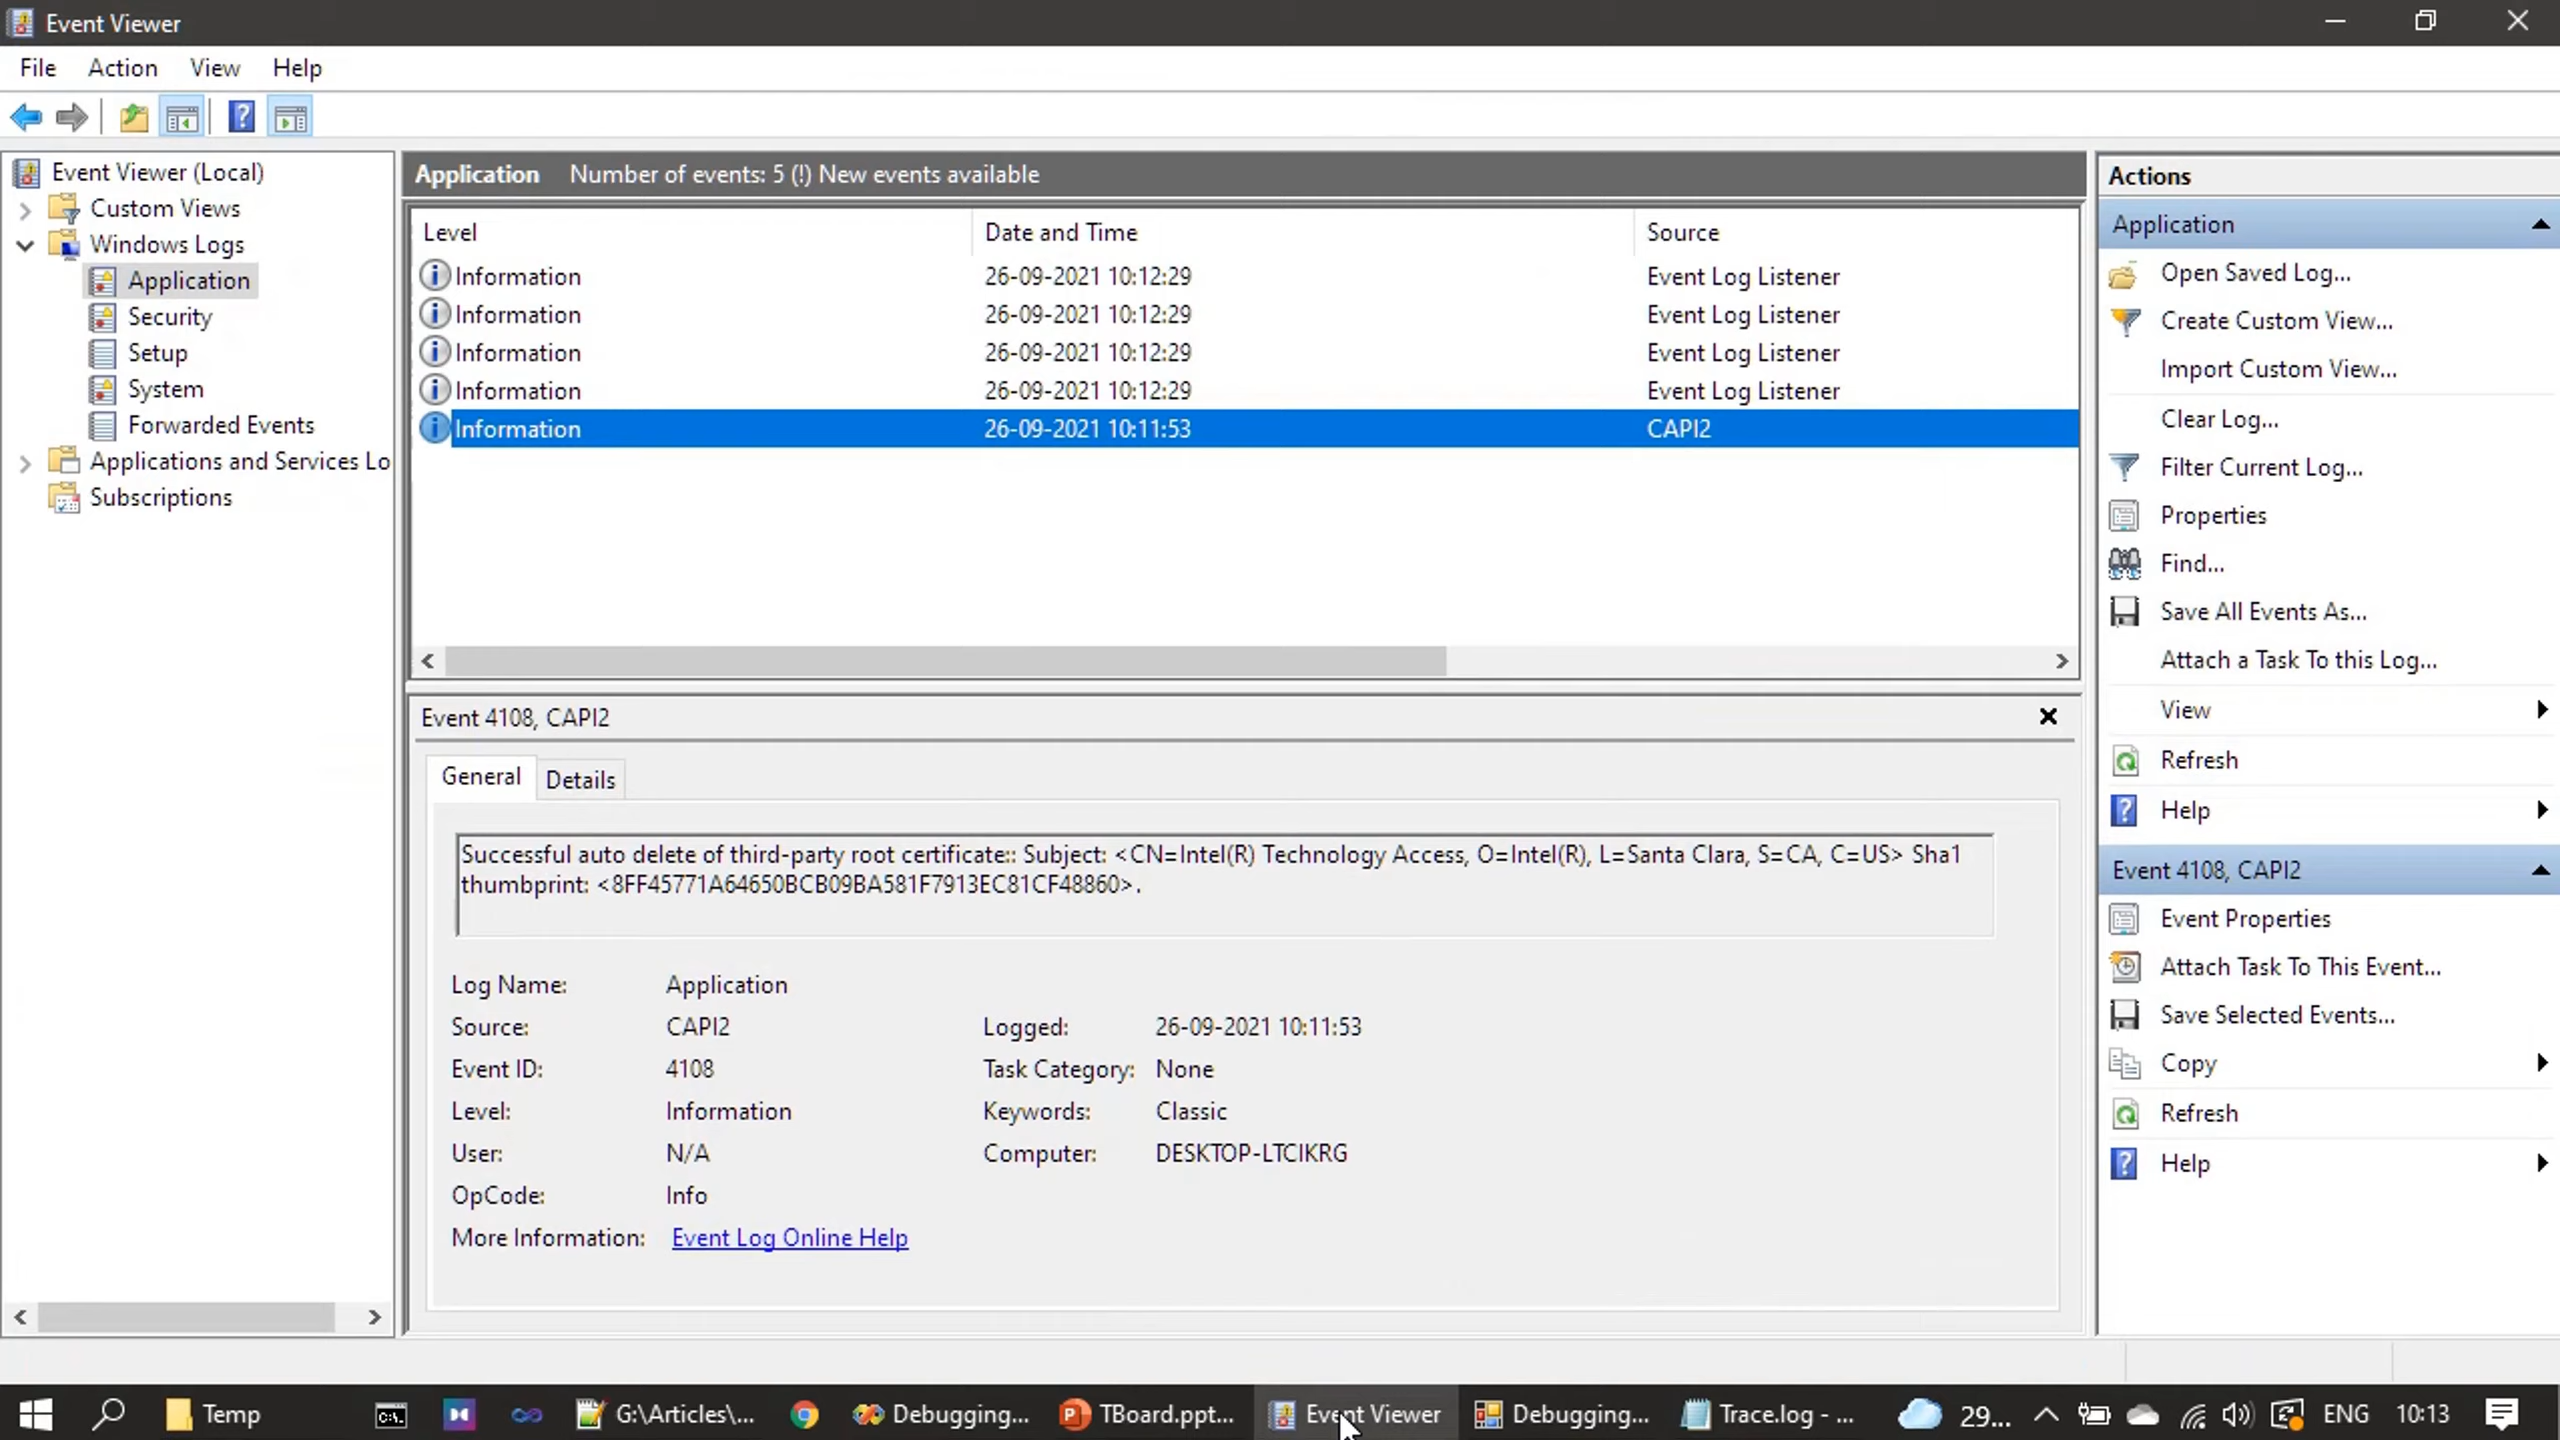 Event Viewer
File Action View Help
Event Viewer (Local)
Custom Views
Windows Logs
Application
Security
Setup
System
Forwarded Events
Applications and Services Lo
Subscriptions
Application Number of events: 5 (!) New events available
Level Date and Time Source
Information 26-09-2021 10:12:29 Event Log Listener
Information 26-09-2021 10:12:29 Event Log Listener
Information 26-09-2021 10:12:29 Event Log Listener
Information 26-09-2021 10:12:29 Event Log Listener
Information 26-09-2021 10:11:53 CAPI2
Event 4108, CAPI2
General Details
Successful auto delete of third-party root certificate:: Subject: <CN=Intel(R) Technology Access, O=Intel(R), L=Santa Clara, S=CA, C=US> Sha1
thumbprint: <8FF45771A64650BCB09BA581F7913EC81CF48860>.
Log Name: Application
Source: CAPI2 Logged: 26-09-2021 10:11:53
Event ID: 4108 Task Category: None
Level: Information Keywords: Classic
User: N/A Computer: DESKTOP-LTCIKRG
OpCode: Info
More Information: Event Log Online Help
Actions
Application
Open Saved Log...
Create Custom View...
Import Custom View...
Clear Log...
Filter Current Log...
Properties
Find...
Save All Events As...
Attach a Task To this Log...
View
Refresh
Help
Event 4108, CAPI2
Event Properties
Attach Task To This Event...
Save Selected Events...
Copy
Refresh
Help
Temp G:\Articles\... Debugging... TBoard.ppt... Event Viewer Debugging... Trace.log - ... 29... ENG 10:13